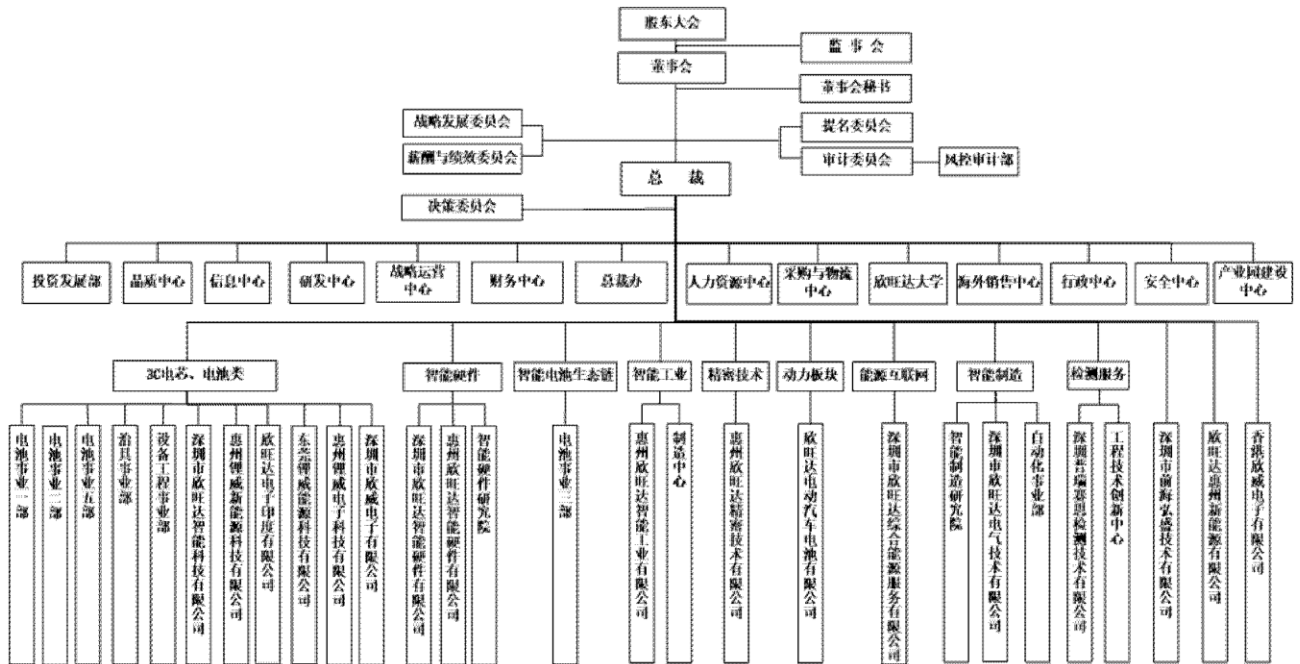 股东大会
监 事 会
董事会
董事会秘书
战略发展委员会
提名委员会
薪酬与绩效委员会
审计委员会
风控审计部
总 裁
决策委员会
投资发展部
品质中心
信息中心
研发中心
战略运营
中心
财务中心
总裁办
人力资源中心
采购与物流
中心
欣旺达大学
海外销售中心
行政中心
安全中心
产业园建设
中心
3C电芯、电池类
智能硬件
智能电池生态链
智能工业
精密技术
动力板块
能源互联网
智能制造
检测服务
电池事业一部
电池事业二部
电池事业五部
治具事业部
设备工程事业部
深圳市欣旺达智能科技有限公司
惠州锂威新能源科技有限公司
欣旺达电子印度有限公司
东莞锂威能源科技有限公司
惠州锂威电子科技有限公司
深圳市欣威电子有限公司
深圳市欣旺达智能硬件有限公司
惠州欣旺达智能硬件有限公司
智能硬件研究院
电池事业三部
惠州欣旺达智能工业有限公司
制造中心
惠州欣旺达精密技术有限公司
欣旺达电动汽车电池有限公司
深圳市欣旺达综合能源服务有限公司
智能制造研究院
深圳市欣旺达电气技术有限公司
自动化事业部
深圳普瑞赛思检测技术有限公司
工程技术创新中心
深圳市前海弘盛技术有限公司
欣旺达惠州新能源有限公司
香港欣威电子有限公司